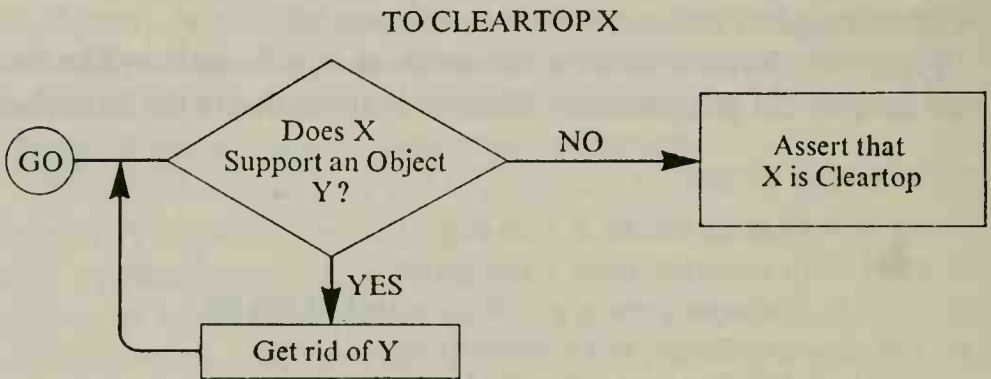 TO CLEARTOP X
GO
Does X
Support an Object
Y?
NO
Assert that
X is Cleartop
YES
Get rid of Y